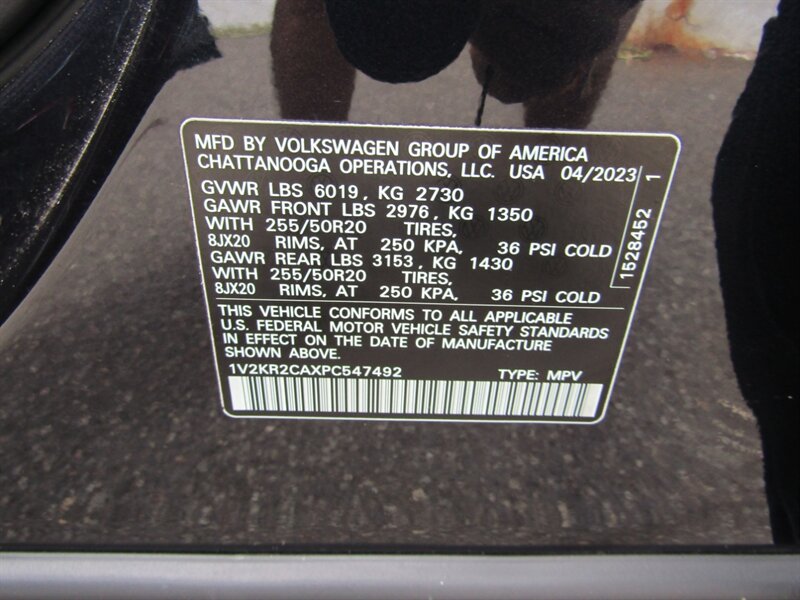 MFD BY VOLKSWAGEN GROUP OF AMERICA
CHATTANOOGA OPERATIONS, LLC. USA 04/2023
GVWR LBS 6019, KG 2730
GAWR FRONT LBS 2976, KG 1350
WITH 255/50R20 TIRES,
8JX20 RIMS, AT 250 KPA, 36 PSI COLD
GAWR REAR LBS 3153, KG 1430
WITH 255/50R20 TIRES,
8JX20 RIMS, AT 250 KPA, 36 PSI COLD
THIS VEHICLE CONFORMS TO ALL APPLICABLE
U.S. FEDERAL MOTOR VEHICLE SAFETY STANDARDS
IN EFFECT ON THE DATE OF MANUFACTURE
SHOWN ABOVE.
1V2KR2CAXPC547492 TYPE: MPV
1528452 1